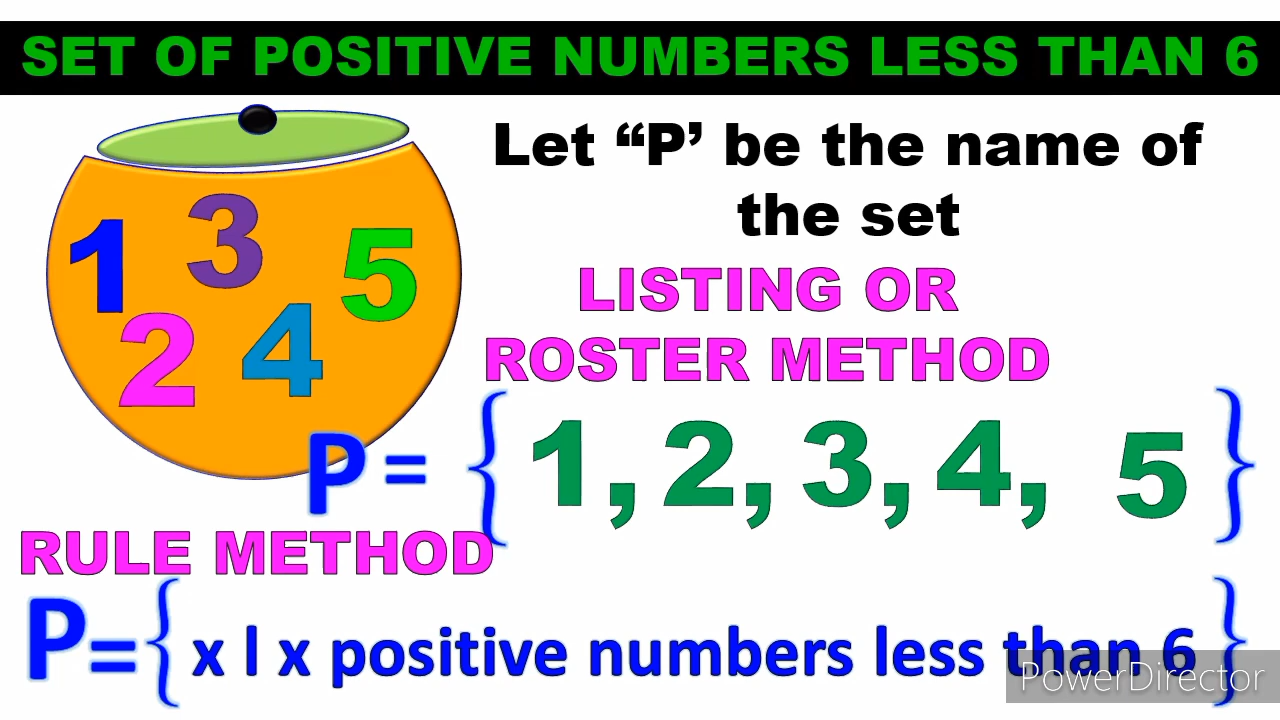 SET OF POSITIVE NUMBERS LESS THAN 6
Let “P’ be the name of
the set
1 3 5
2 4
LISTING OR
ROSTER METHOD
P = { 1, 2, 3, 4, 5 }
RULE METHOD
P={ x l x positive numbers less than 6 }
PowerDirector